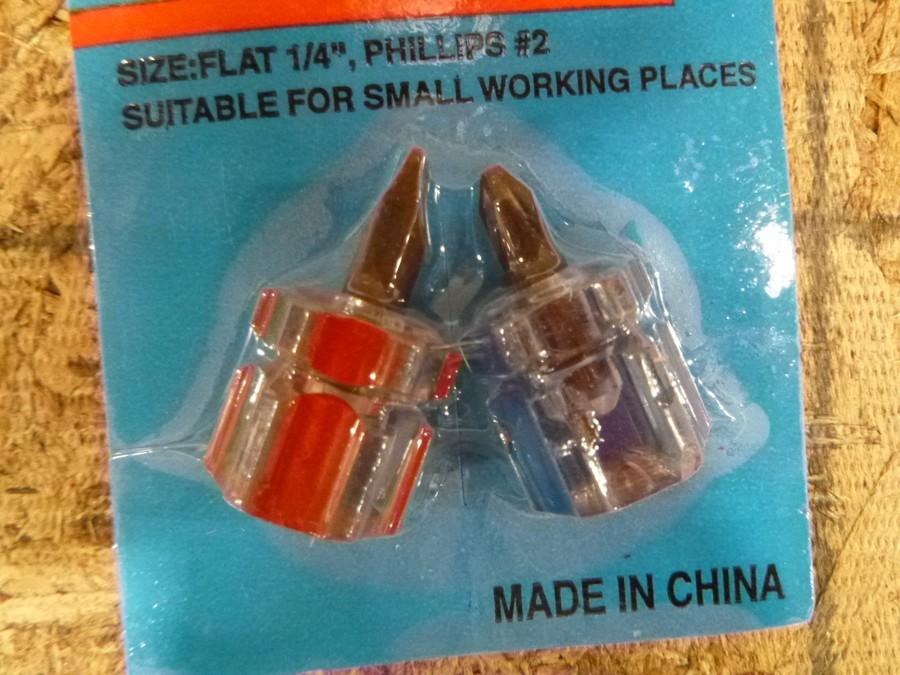 SIZE:FLAT 1/4", PHILLIPS #2
SUITABLE FOR SMALL WORKING PLACES
MADE IN CHINA